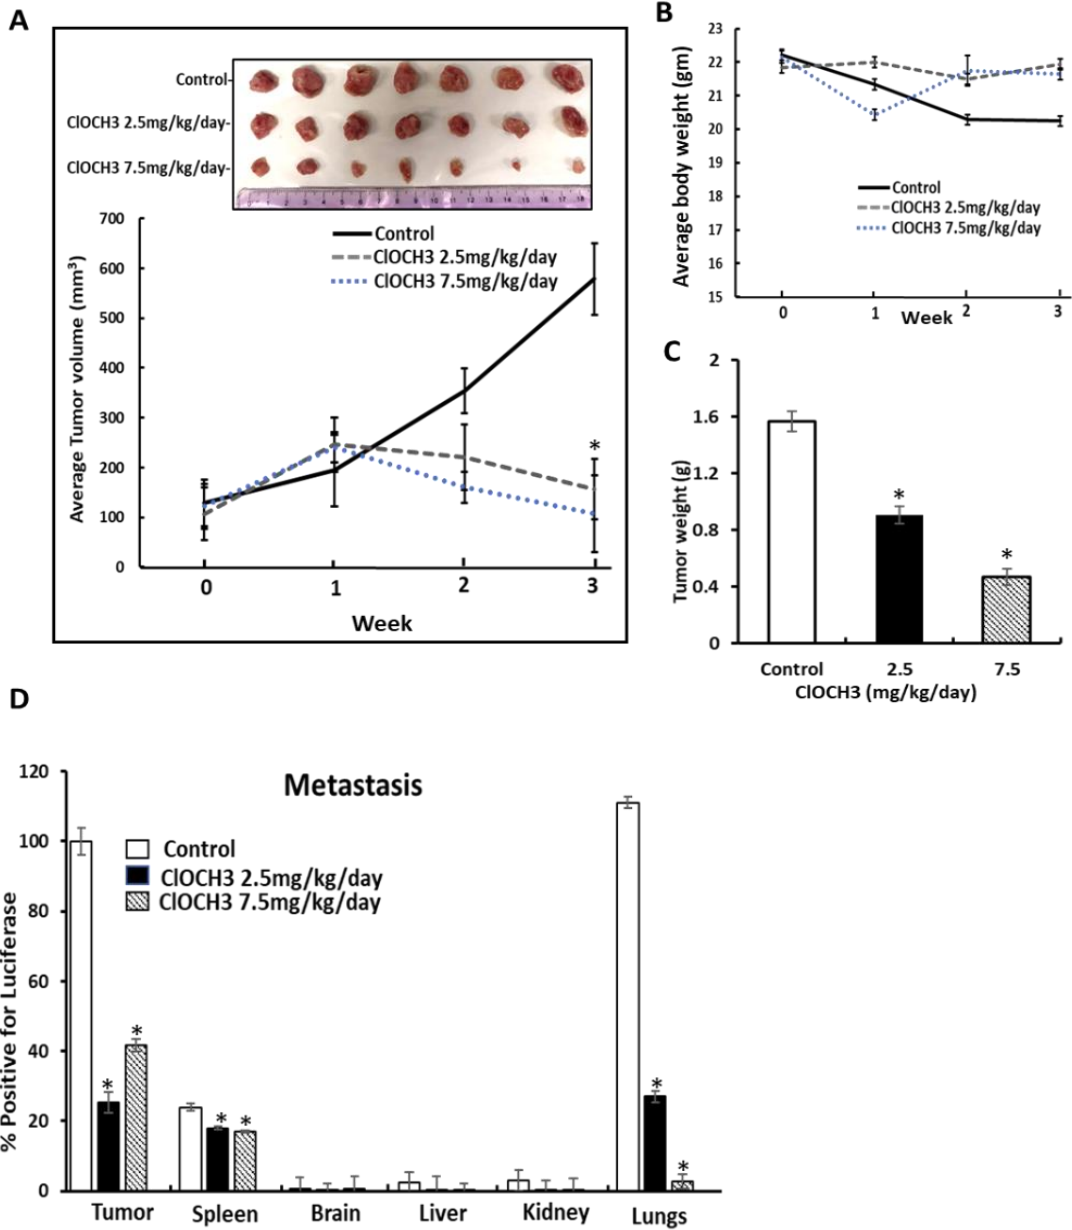 A
Control-
ClOCH3 2.5mg/kg/day-
ClOCH3 7.5mg/kg/day-
700
600
500
400
300
200
100
0
Average Tumor volume (mm³)
Control
ClOCH3 2.5mg/kg/day
ClOCH3 7.5mg/kg/day
*
0 1 2 3
Week
B
23
22
21
20
19
18
17
16
15
Average body weight (gm)
Control
ClOCH3 2.5mg/kg/day
ClOCH3 7.5mg/kg/day
0 1 2 3
Week
C
2
1.6
1.2
0.8
0.4
0
Tumor weight (g)
*
*
Control 2.5 7.5
ClOCH3 (mg/kg/day)
D
Metastasis
120
100
80
60
40
20
0
% Positive for Luciferase
Control
ClOCH3 2.5mg/kg/day
ClOCH3 7.5mg/kg/day
* * * * * *
Tumor Spleen Brain Liver Kidney Lungs